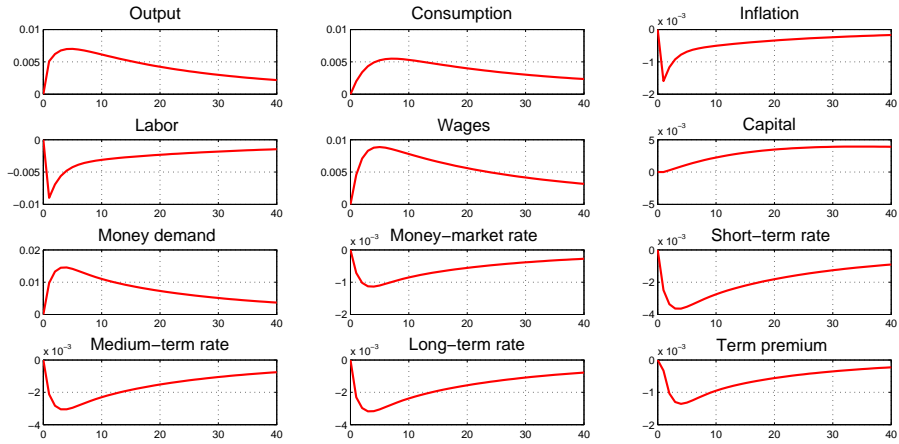 Output
Consumption
Inflation
0.01
0.005
0
0 10 20 30 40
0.01
0.005
0
0 10 20 30 40
x 10−3
0
−1
−2
0 10 20 30 40
Labor
Wages
Capital
0
−0.005
−0.01
0 10 20 30 40
0.01
0.005
0
0 10 20 30 40
x 10−3
5
0
−5
0 10 20 30 40
Money demand
Money−market rate
Short−term rate
0.02
0.01
0
0 10 20 30 40
x 10−3
0
−1
−2
0 10 20 30 40
x 10−3
0
−2
−4
0 10 20 30 40
Medium−term rate
Long−term rate
Term premium
x 10−3
0
−2
−4
0 10 20 30 40
x 10−3
0
−2
−4
0 10 20 30 40
x 10−3
0
−1
−2
0 10 20 30 40